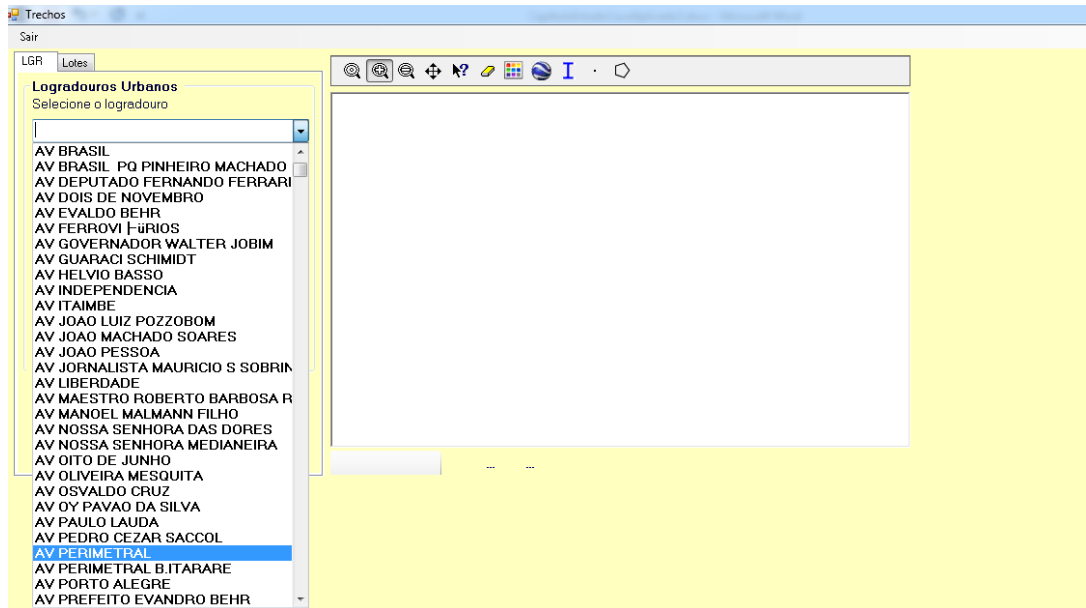 Trechos
Sair
LGR Lotes
Logradouros Urbanos
Selecione o logradouro
AV BRASIL
AV BRASIL PQ PINHEIRO MACHADO
AV DEPUTADO FERNANDO FERRARI
AV DOIS DE NOVEMBRO
AV EVALDO BEHR
AV FERROVI├üRIOS
AV GOVERNADOR WALTER JOBIM
AV GUARACI SCHIMIDT
AV HELVIO BASSO
AV INDEPENDENCIA
AV ITAIMBE
AV JOAO LUIZ POZZOBOM
AV JOAO MACHADO SOARES
AV JOAO PESSOA
AV JORNALISTA MAURICIO S SOBRIN
AV LIBERDADE
AV MAESTRO ROBERTO BARBOSA R
AV MANOEL MALMANN FILHO
AV NOSSA SENHORA DAS DORES
AV NOSSA SENHORA MEDIANEIRA
AV OITO DE JUNHO
AV OLIVEIRA MESQUITA
AV OSVALDO CRUZ
AV OY PAVAO DA SILVA
AV PAULO LAUDA
AV PEDRO CEZAR SACCOL
AV PERIMETRAL
AV PERIMETRAL B.ITARARE
AV PORTO ALEGRE
AV PREFEITO EVANDRO BEHR
... ...